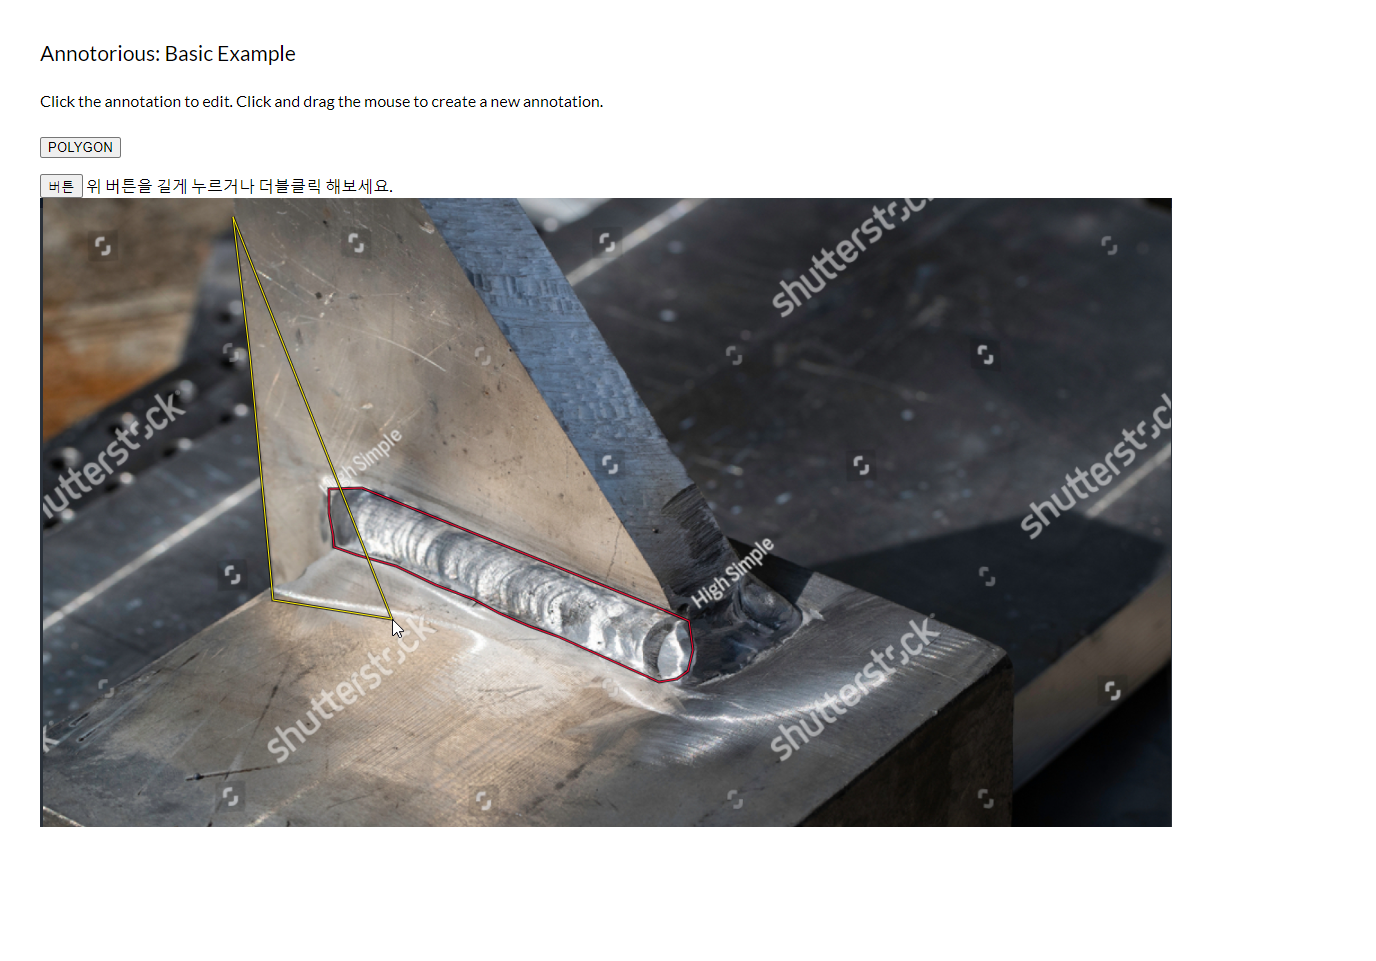 Annotorious: Basic Example
Click the annotation to edit. Click and drag the mouse to create a new annotation.
POLYGON
버튼 위 버튼을 길게 누르거나 더블클릭 해보세요.
shutterstock
shutterstock
shutterstock
High Simple
High Simple
shutterstock
shutterstock